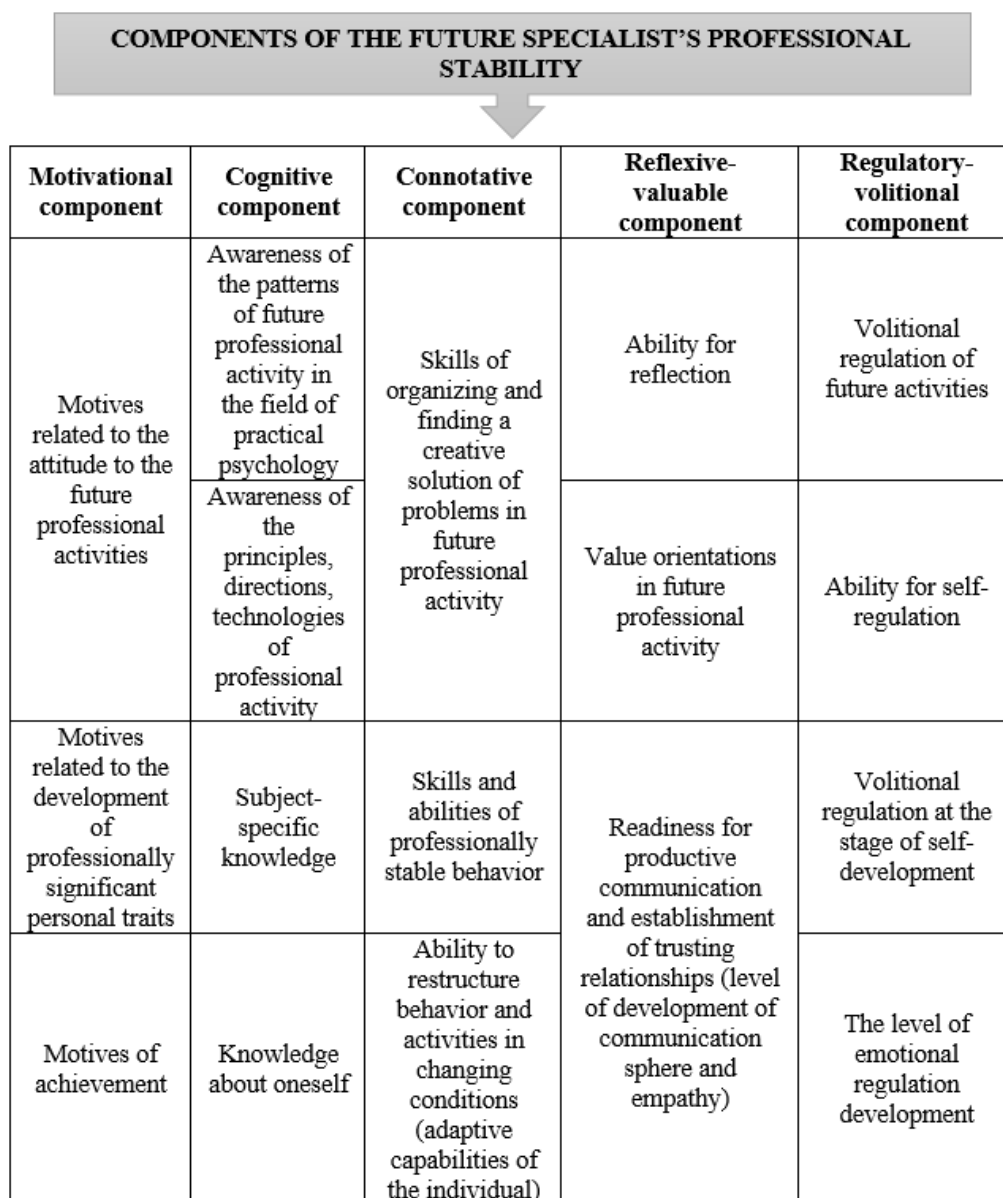 COMPONENTS OF THE FUTURE SPECIALIST’S PROFESSIONAL
STABILITY
Motivational
component
Cognitive
component
Connotative
component
Reflexive-
valuable
component
Regulatory-
volitional
component
Motives
related to the
attitude to the
future
professional
activities
Awareness of
the patterns
of future
professional
activity in
the field of
practical
psychology
Skills of
organizing and
finding a
creative
solution of
problems in
future
professional
activity
Ability for
reflection
Volitional
regulation of
future activities
Awareness of
the
principles,
directions,
technologies
of
professional
activity
Value orientations
in future
professional
activity
Ability for self-
regulation
Motives
related to the
development
of
professionally
significant
personal traits
Subject-
specific
knowledge
Skills and
abilities of
professionally
stable behavior
Readiness for
productive
communication
and establishment
of trusting
relationships (level
of development of
communication
sphere and
empathy)
Volitional
regulation at the
stage of self-
development
Motives of
achievement
Knowledge
about oneself
Ability to
restructure
behavior and
activities in
changing
conditions
(adaptive
capabilities of
the individual)
The level of
emotional
regulation
development